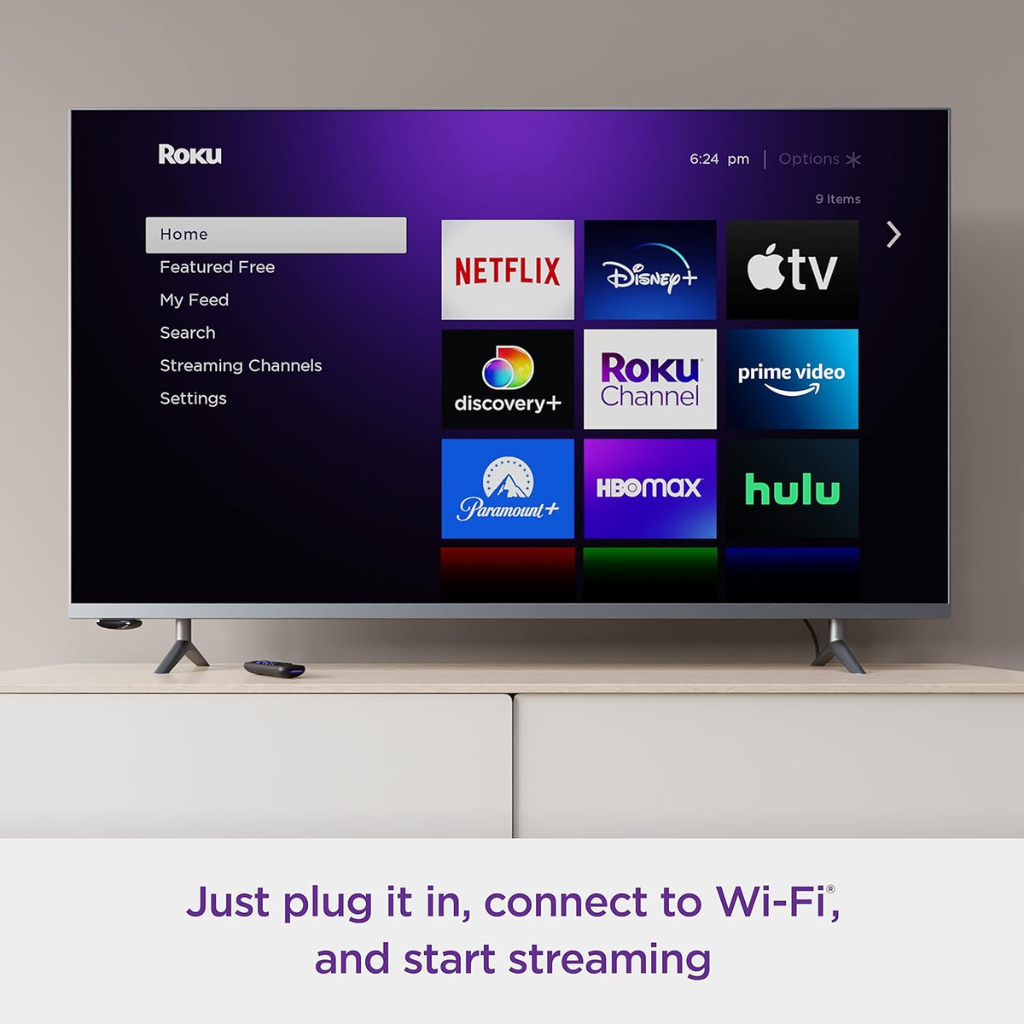 Roku
6:24 pm | Options
9 Items
Home
Featured Free
My Feed
Search
Streaming Channels
Settings
NETFLIX
Disney+
tv
discovery+
Roku
Channel
prime video
Paramount+
HBOMAX
hulu
Just plug it in, connect to Wi-Fi®,
and start streaming